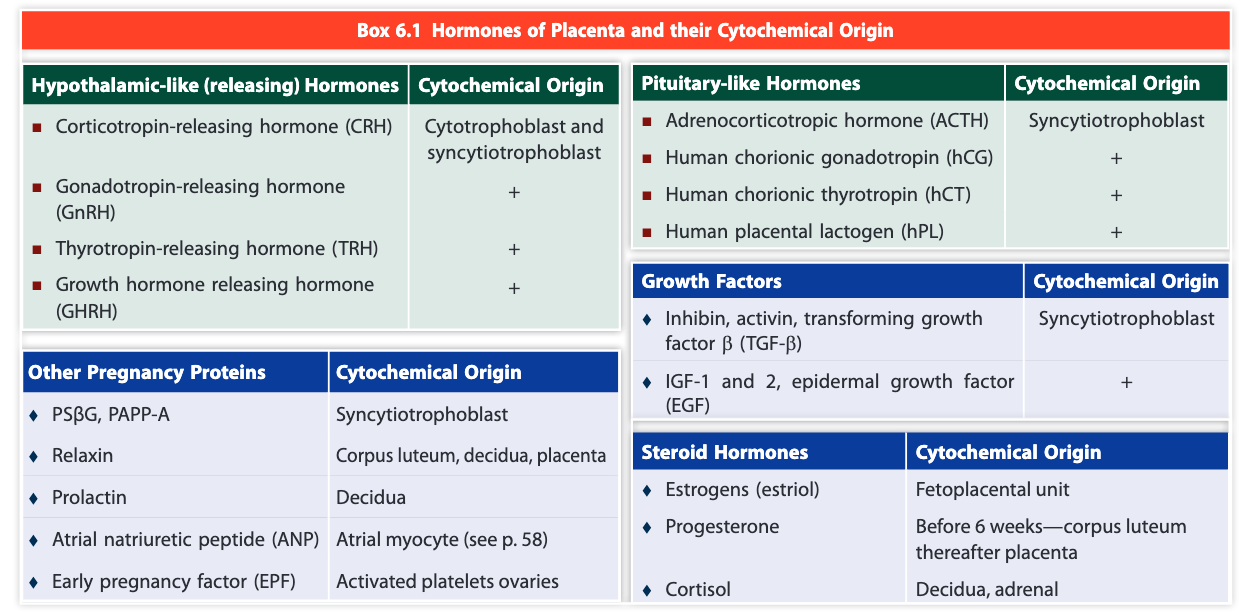 Box 6.1 Hormones of Placenta and their Cytochemical Origin
Hypothalamic-like (releasing) Hormones Cytochemical Origin
■ Corticotropin-releasing hormone (CRH) Cytotrophoblast and
syncytiotrophoblast
■ Gonadotropin-releasing hormone +
(GnRH)
■ Thyrotropin-releasing hormone (TRH) +
■ Growth hormone releasing hormone +
(GHRH)
Other Pregnancy Proteins Cytochemical Origin
♦ PSβG, PAPP-A Syncytiotrophoblast
♦ Relaxin Corpus luteum, decidua, placenta
♦ Prolactin Decidua
♦ Atrial natriuretic peptide (ANP) Atrial myocyte (see p. 58)
♦ Early pregnancy factor (EPF) Activated platelets ovaries
Pituitary-like Hormones Cytochemical Origin
■ Adrenocorticotropic hormone (ACTH) Syncytiotrophoblast
■ Human chorionic gonadotropin (hCG) +
■ Human chorionic thyrotropin (hCT) +
■ Human placental lactogen (hPL) +
Growth Factors Cytochemical Origin
♦ Inhibin, activin, transforming growth Syncytiotrophoblast
factor β (TGF-β)
♦ IGF-1 and 2, epidermal growth factor +
(EGF)
Steroid Hormones Cytochemical Origin
♦ Estrogens (estriol) Fetoplacental unit
♦ Progesterone Before 6 weeks—corpus luteum
thereafter placenta
♦ Cortisol Decidua, adrenal